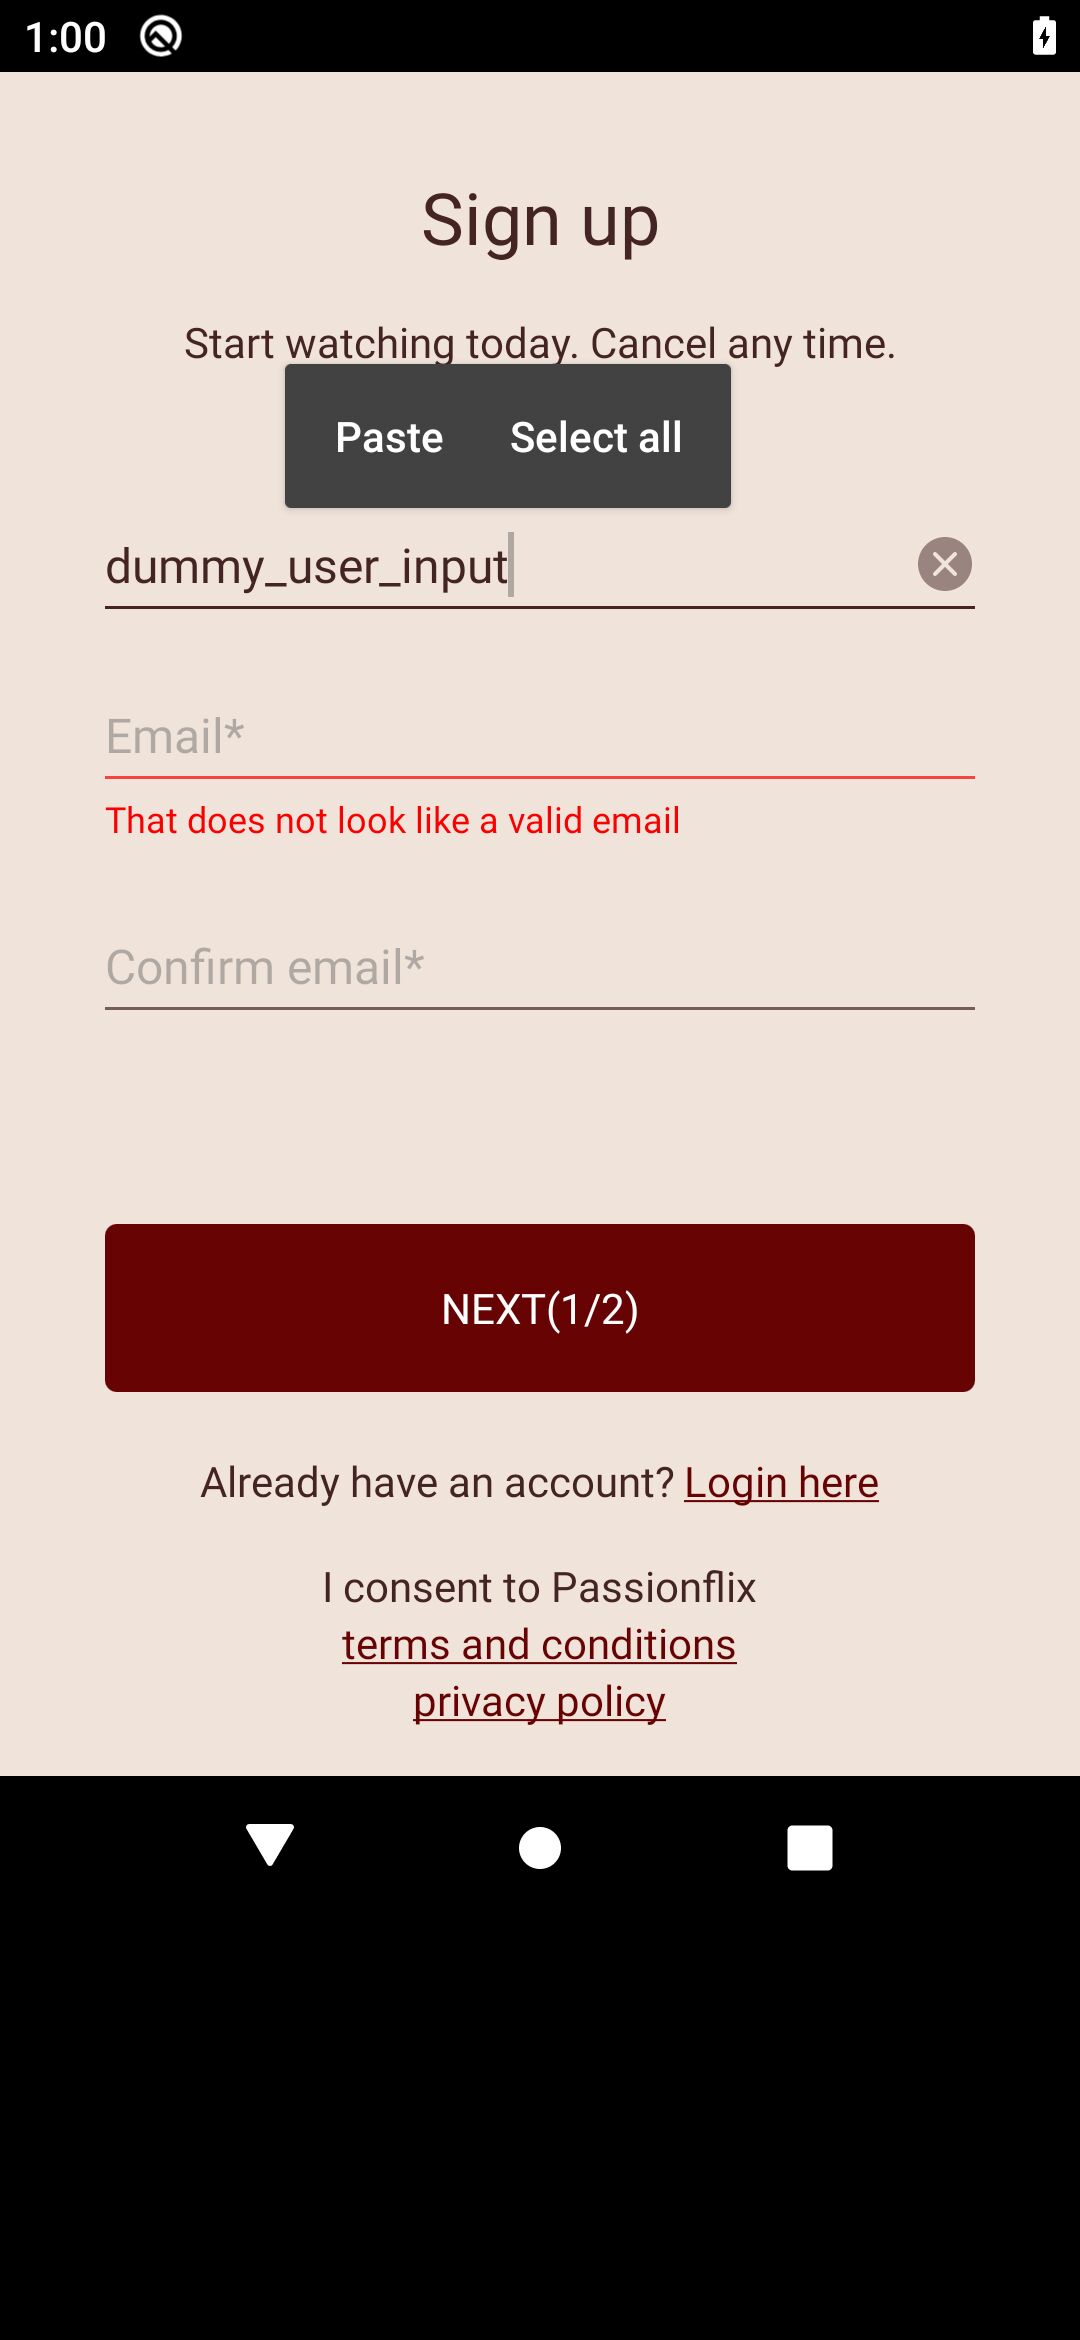 1:00
Sign up
Start watching today. Cancel any time.
Paste Select all
dummy_user_input
Email*
That does not look like a valid email
Confirm email*
NEXT(1/2)
Already have an account? Login here
I consent to Passionflix
terms and conditions
privacy policy